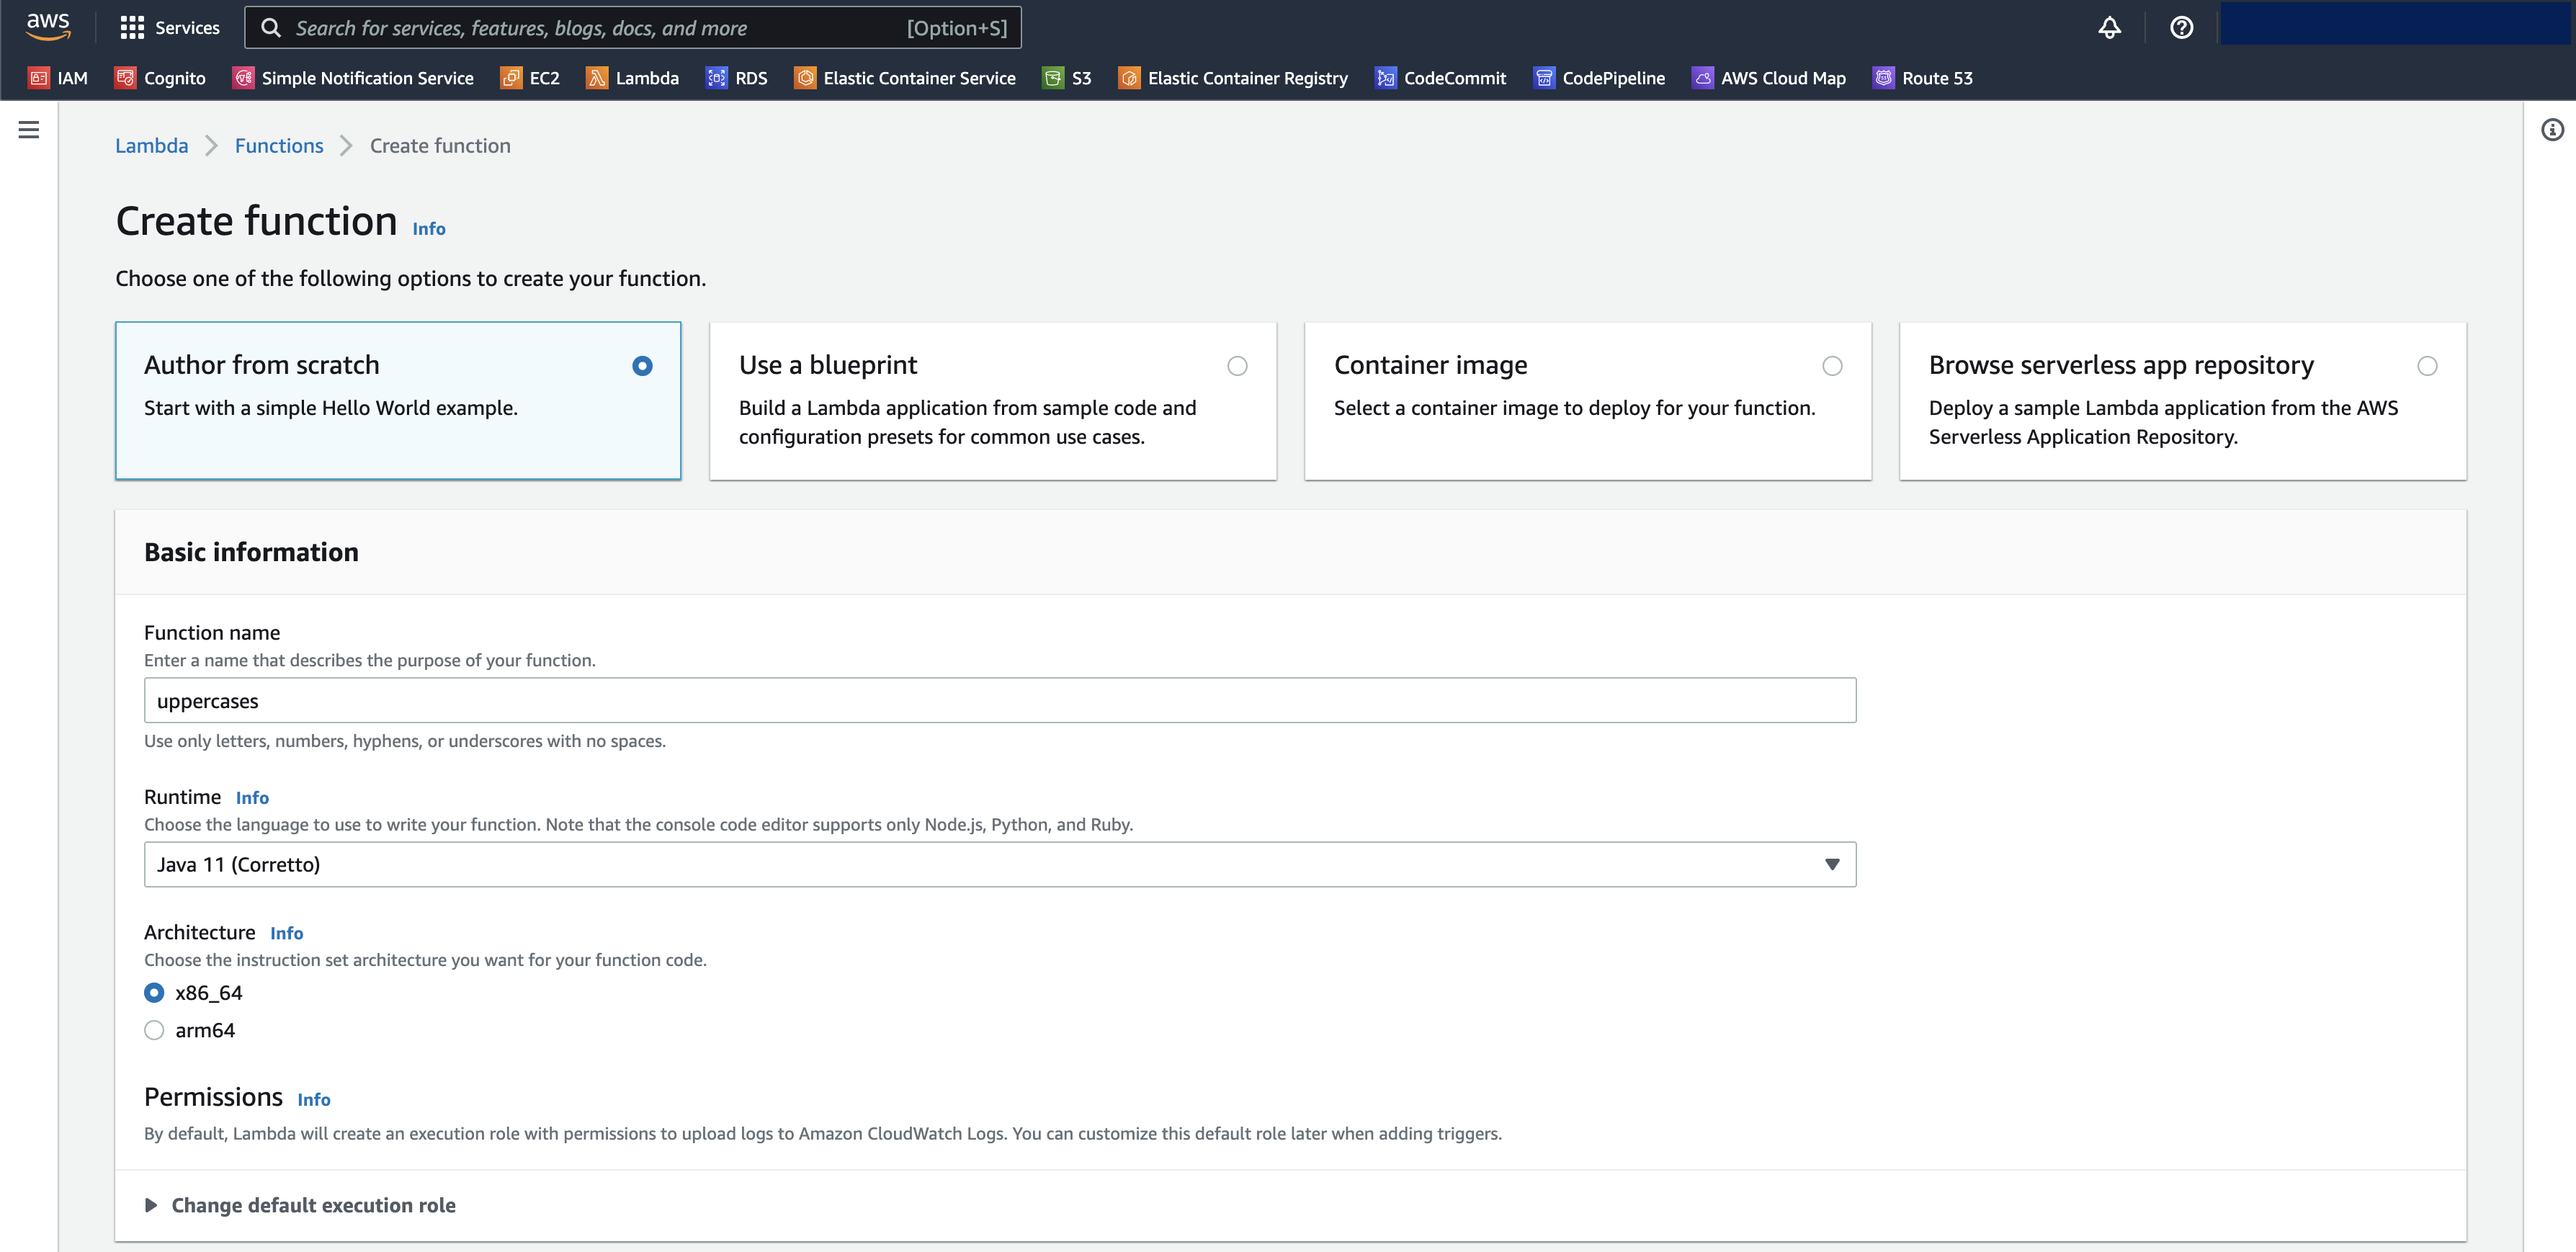 aws
Services
Search for services, features, blogs, docs, and more [Option+S]
IAM Cognito Simple Notification Service EC2 Lambda RDS Elastic Container Service S3 Elastic Container Registry CodeCommit CodePipeline AWS Cloud Map Route 53
Lambda Functions Create function
Create function Info
Choose one of the following options to create your function.
Author from scratch
Start with a simple Hello World example.
Use a blueprint
Build a Lambda application from sample code and
configuration presets for common use cases.
Container image
Select a container image to deploy for your function.
Browse serverless app repository
Deploy a sample Lambda application from the AWS
Serverless Application Repository.
Basic information
Function name
Enter a name that describes the purpose of your function.
uppercases
Use only letters, numbers, hyphens, or underscores with no spaces.
Runtime Info
Choose the language to use to write your function. Note that the console code editor supports only Node.js, Python, and Ruby.
Java 11 (Corretto)
Architecture Info
Choose the instruction set architecture you want for your function code.
x86_64
arm64
Permissions Info
By default, Lambda will create an execution role with permissions to upload logs to Amazon CloudWatch Logs. You can customize this default role later when adding triggers.
Change default execution role